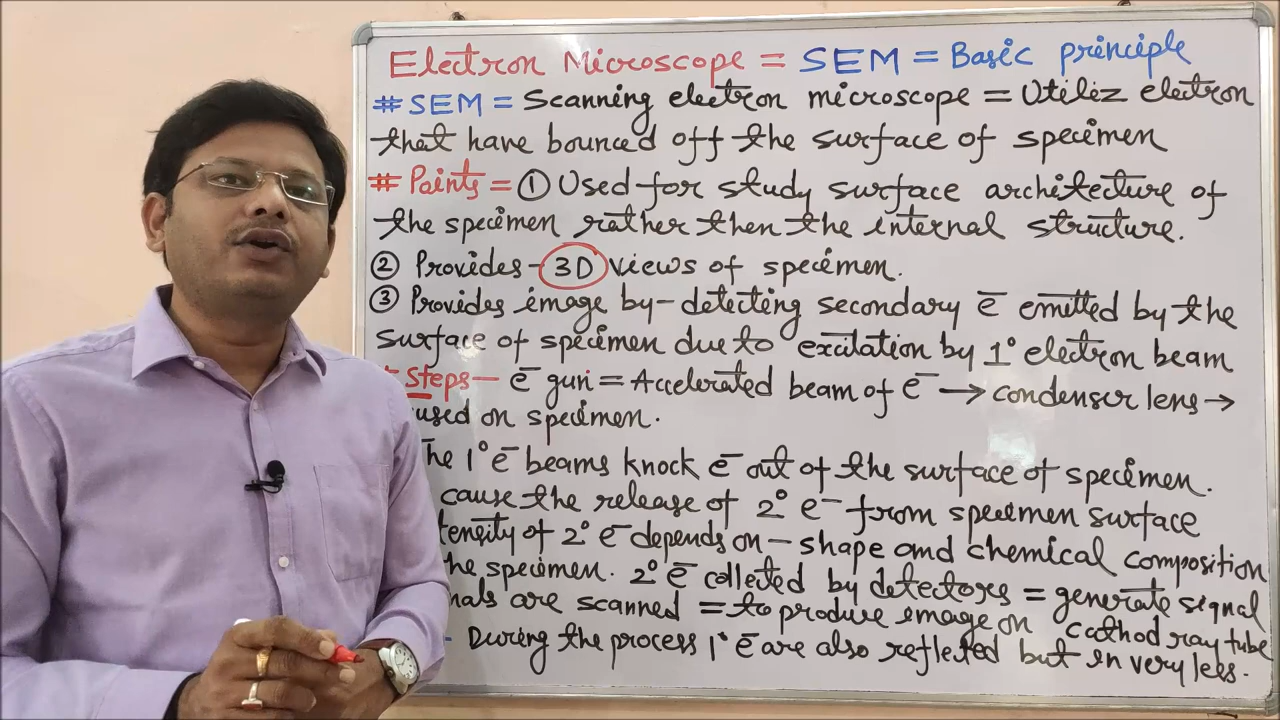 Electron Microscope = SEM = Basic principle
# SEM = Scanning electron microscope = Utiliz electron
that have bounced off the surface of specimen
# Points = ① Used for study surface architecture of
the specimen rather then the internal structure.
② Provides - 3D views of specimen.
③ Provides image by - detecting secondary e̅ emitted by the
surface of specimen due to excitation by 1° electron beam
Steps — e̅ gun = Accelerated beam of e̅ → condenser lens →
used on specimen.
he 1° e̅ beams knock e̅ out of the surface of specimen.
cause the release of 2° e⁻ from specimen surface
tensity of 2° e̅ depends on - shape and chemical composition
he specimen. 2° e̅ collected by detectors = generate signal
nals are scanned = to produce image on cathod ray tube
- During the process 1° e̅ are also reflected but in very less.